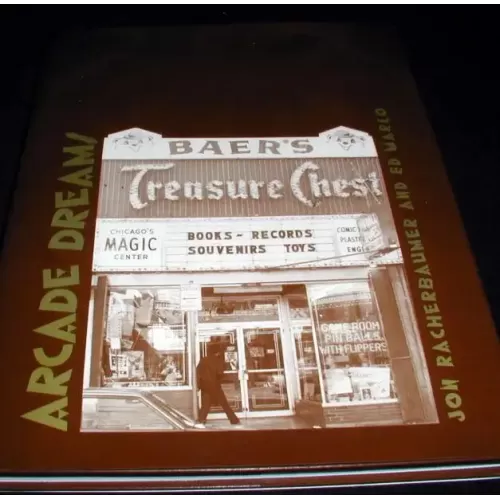 ARCADE DREAMS
BAER'S
Treasure Chest
CHICAGO'S
MAGIC
CENTER
BOOKS - RECORDS
SOUVENIRS TOYS
COMIC
PLASTIC
GAME ROOM
PIN BALLS
WITH FLIPPERS
JON RACHERBAUMER AND ED MARLO